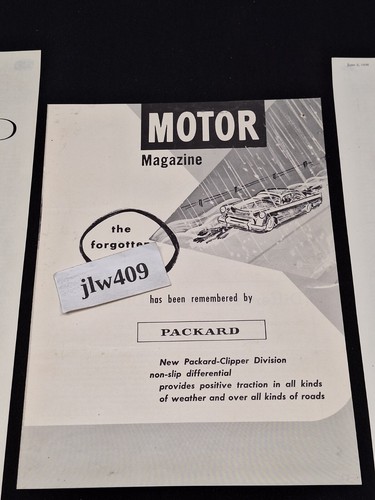 MOTOR
Magazine
the
forgotten
jlw409
has been remembered by
PACKARD
New Packard-Clipper Division
non-slip differential
provides positive traction in all kinds
of weather and over all kinds of roads